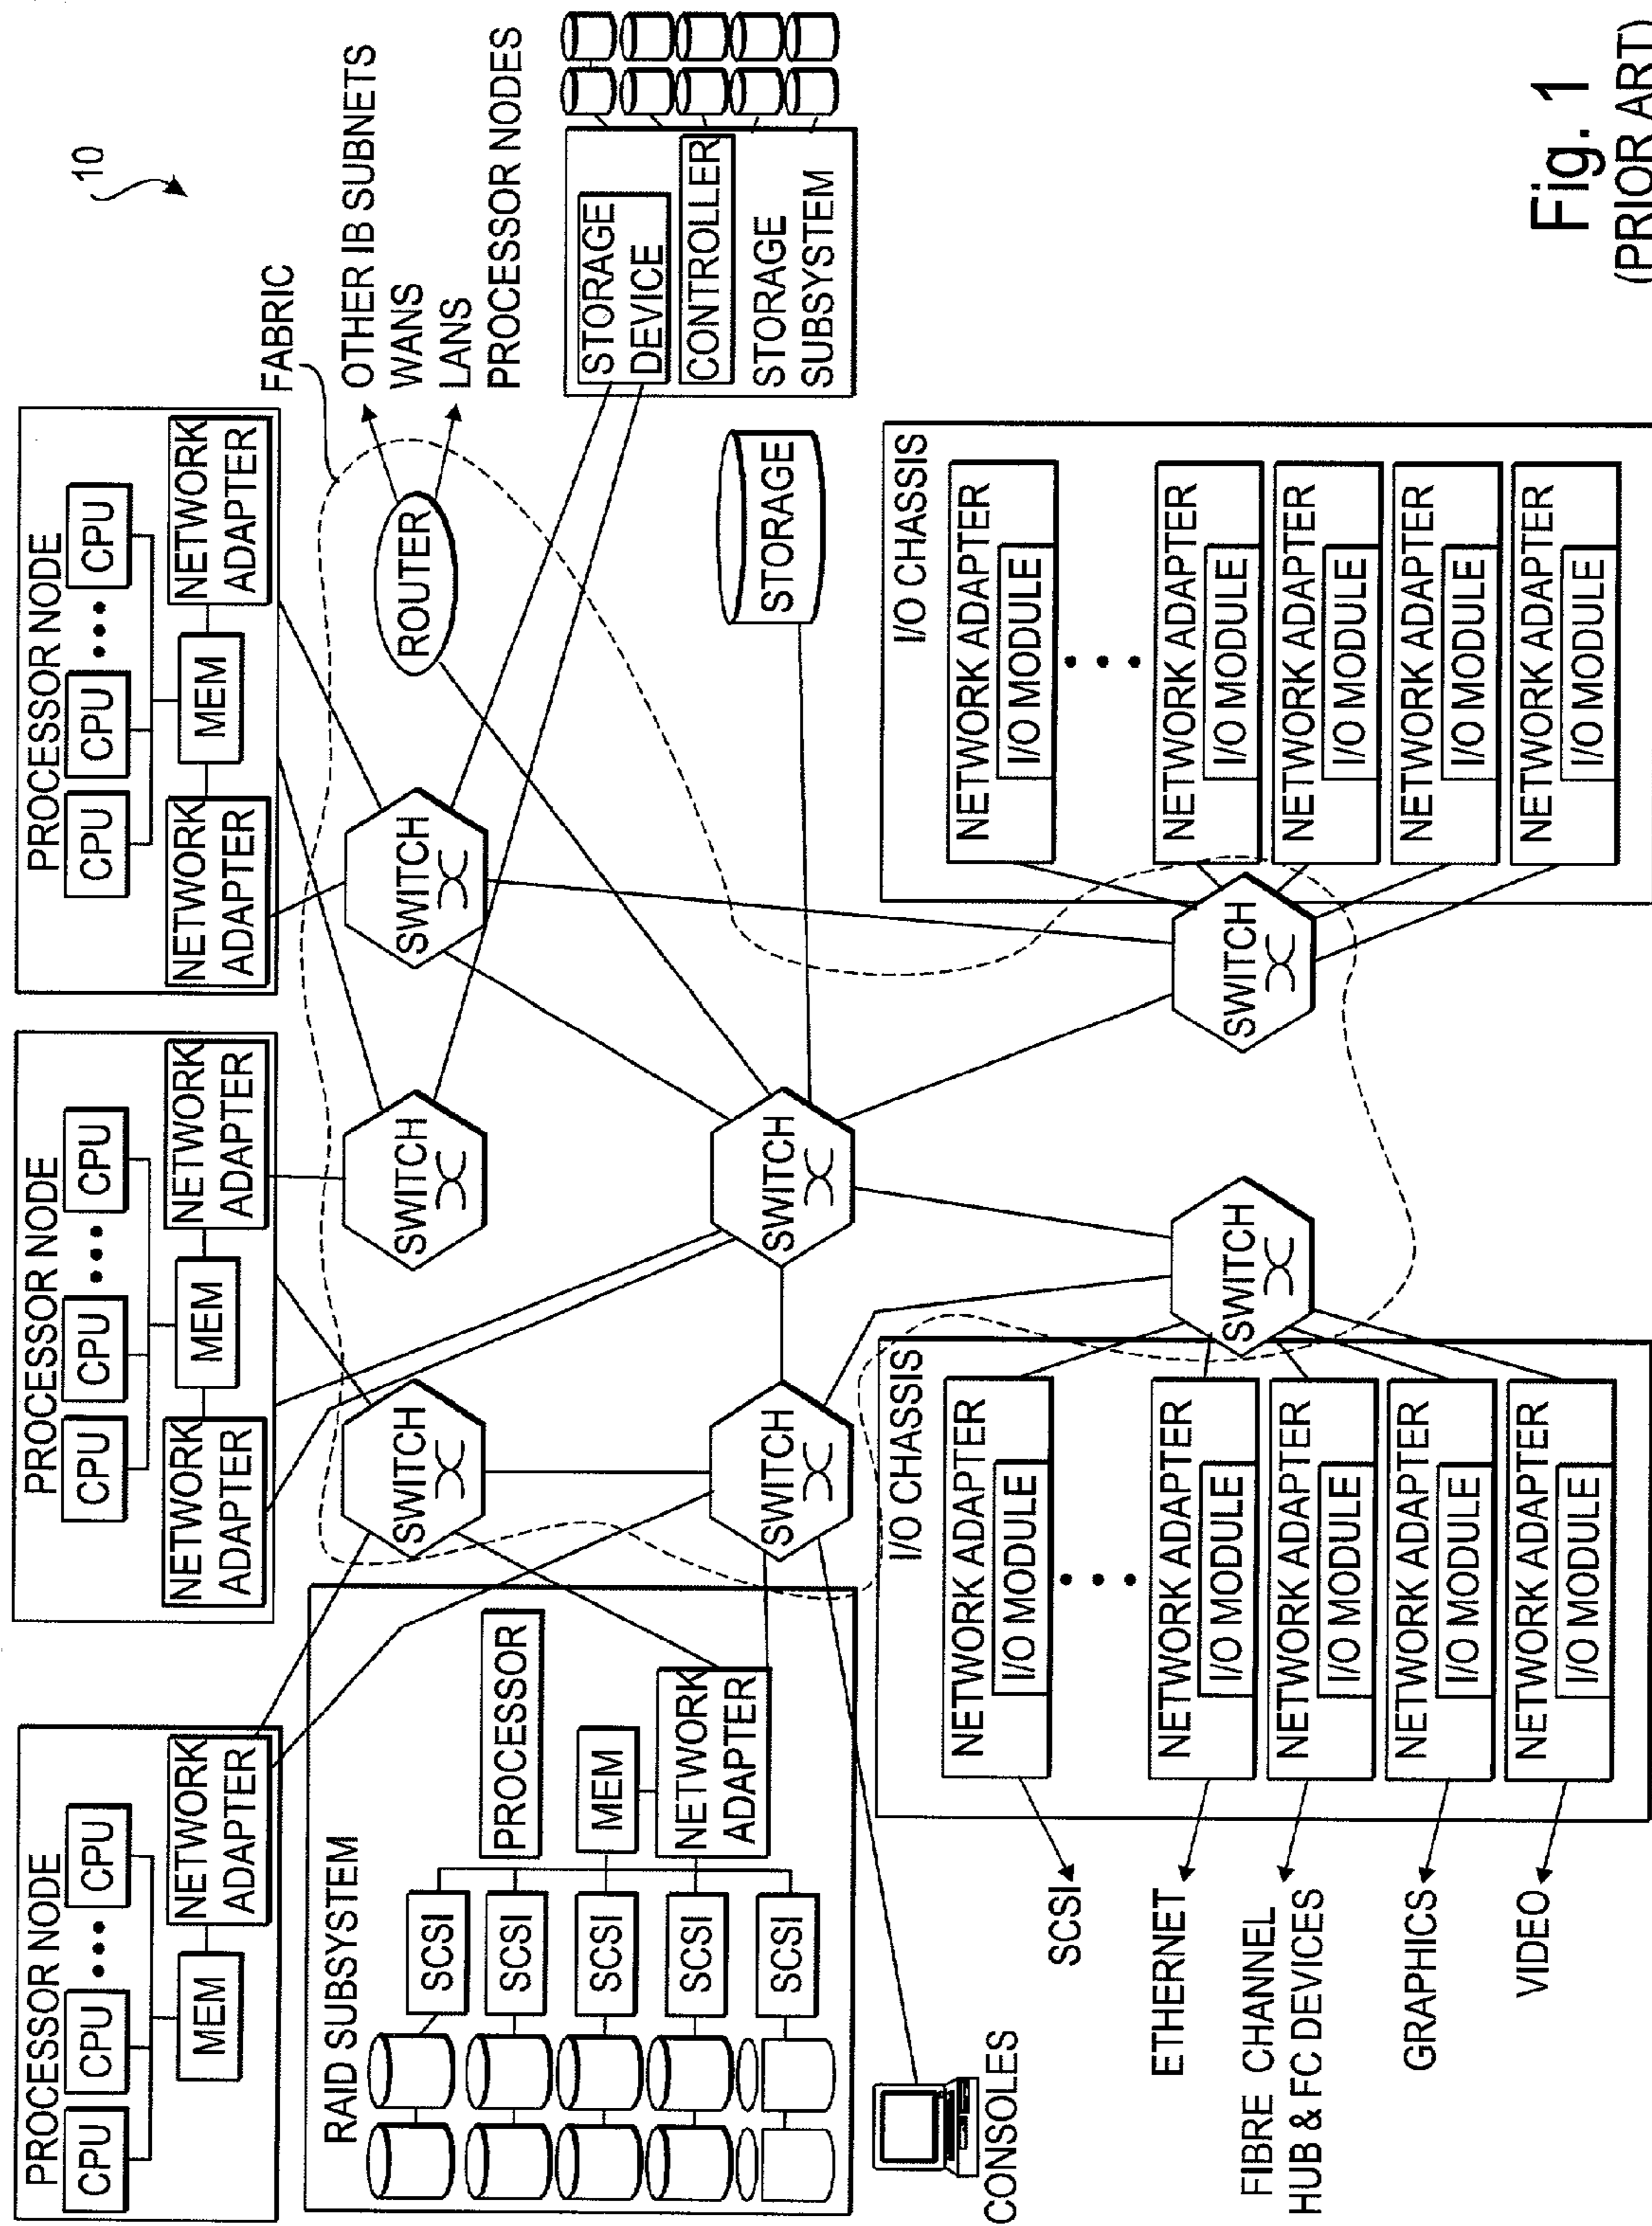 10
PROCESSOR NODE
CPU
CPU
CPU
MEM
NETWORK
ADAPTER
PROCESSOR NODE
CPU
CPU
CPU
NETWORK
ADAPTER
MEM
NETWORK
ADAPTER
PROCESSOR NODE
CPU
CPU
CPU
NETWORK
ADAPTER
MEM
NETWORK
ADAPTER
FABRIC
OTHER IB SUBNETS
WANS
LANS
PROCESSOR NODES
ROUTER
RAID SUBSYSTEM
SCSI
SCSI
SCSI
SCSI
SCSI
PROCESSOR
MEM
NETWORK
ADAPTER
SWITCH
SWITCH
SWITCH
SWITCH
SWITCH
SWITCH
SWITCH
STORAGE
DEVICE
CONTROLLER
STORAGE
SUBSYSTEM
STORAGE
CONSOLES
I/O CHASSIS
NETWORK ADAPTER
I/O MODULE
NETWORK ADAPTER
I/O MODULE
NETWORK ADAPTER
I/O MODULE
NETWORK ADAPTER
I/O MODULE
NETWORK ADAPTER
I/O MODULE
SCSI
ETHERNET
FIBRE CHANNEL
HUB & FC DEVICES
GRAPHICS
VIDEO
I/O CHASSIS
NETWORK ADAPTER
I/O MODULE
NETWORK ADAPTER
I/O MODULE
NETWORK ADAPTER
I/O MODULE
NETWORK ADAPTER
I/O MODULE
NETWORK ADAPTER
I/O MODULE
Fig. 1
(PRIOR ART)